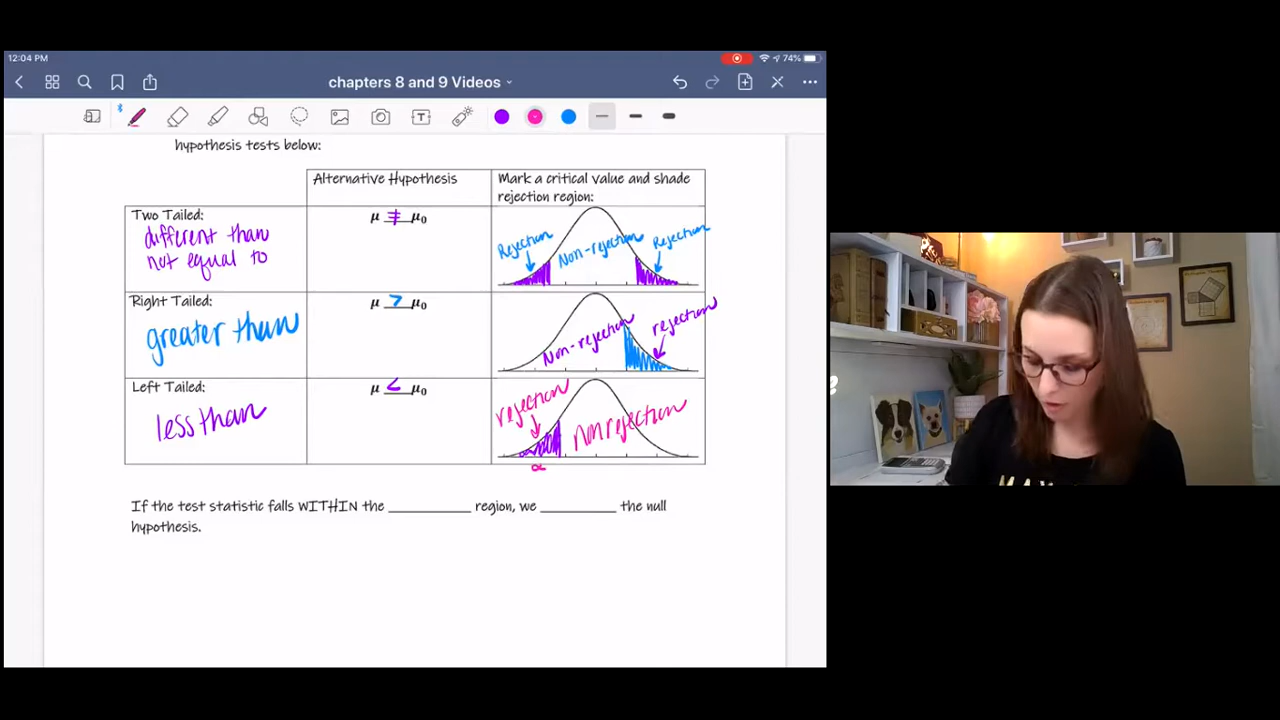 12:04 PM
74%
chapters 8 and 9 Videos
hypothesis tests below:
Alternative Hypothesis
Mark a critical value and shade
rejection region:
Two Tailed:
different than
not equal to
μ ≠ μ₀
Rejection
Non-rejection
Rejection
Right Tailed:
greater than
μ > μ₀
Non-rejection
rejection
Left Tailed:
less than
μ < μ₀
rejection
nonrejection
α
If the test statistic falls WITHIN the __________ region, we _________ the null
hypothesis.